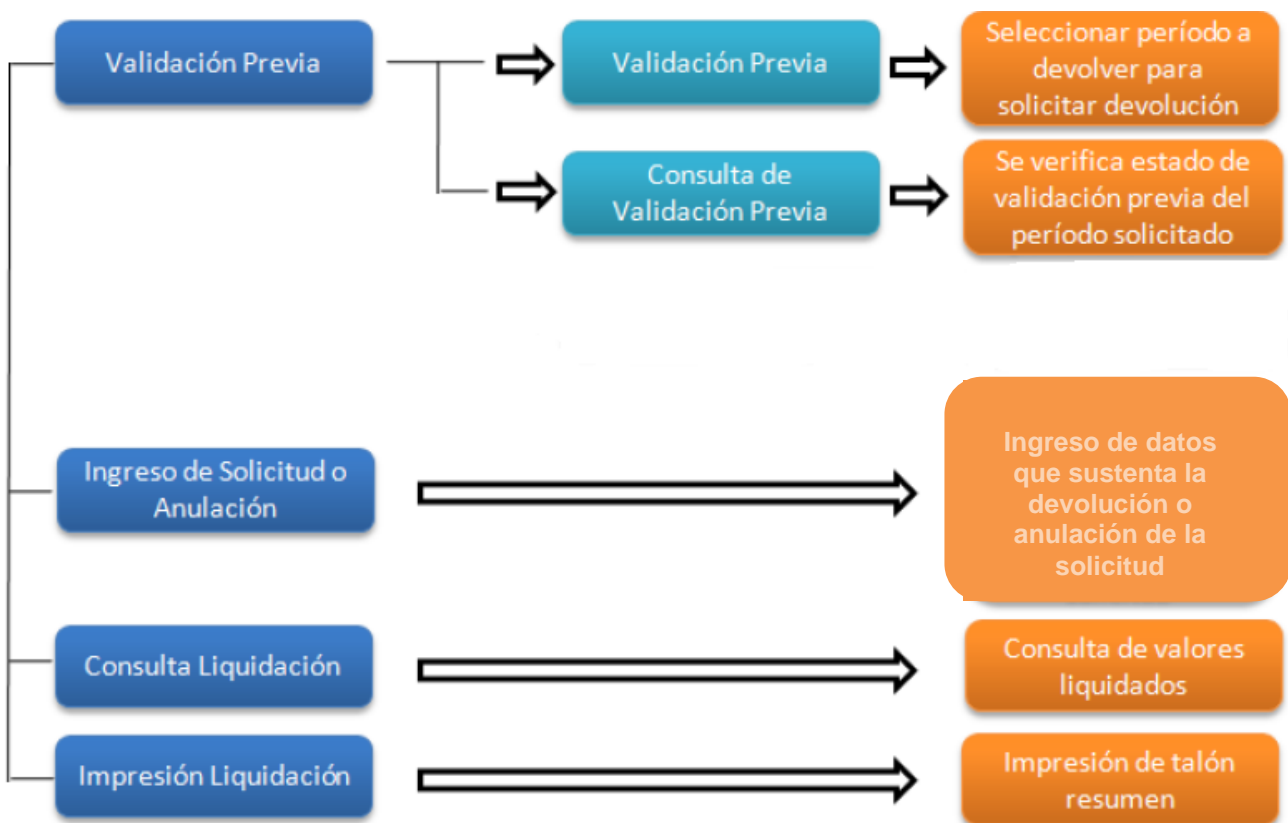 Validación Previa
Validación Previa
Seleccionar período a
devolver para
solicitar devolución
Consulta de
Validación Previa
Se verifica estado de
validación previa del
período solicitado
Ingreso de Solicitud o
Anulación
Ingreso de datos
que sustenta la
devolución o
anulación de la
solicitud
Consulta Liquidación
Consulta de valores
liquidados
Impresión Liquidación
Impresión de talón
resumen